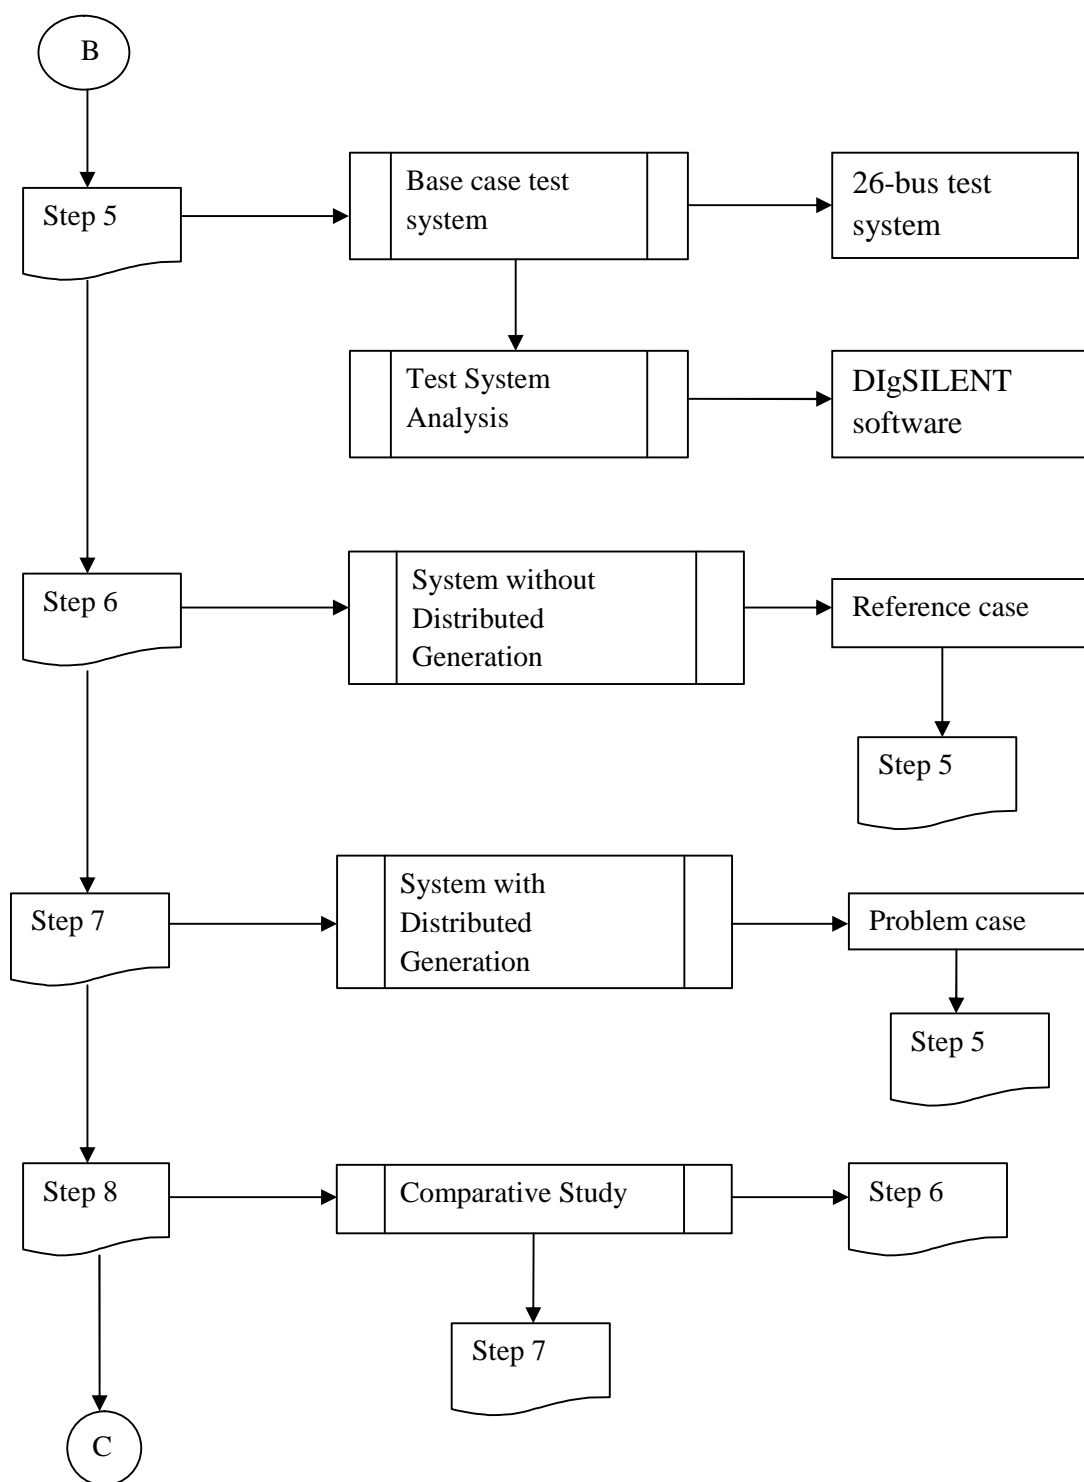 B
Step 5
Base case test
system
26-bus test
system
Test System
Analysis
DIgSILENT
software
Step 6
System without
Distributed
Generation
Reference case
Step 5
Step 7
System with
Distributed
Generation
Problem case
Step 5
Step 8
Comparative Study
Step 6
Step 7
C